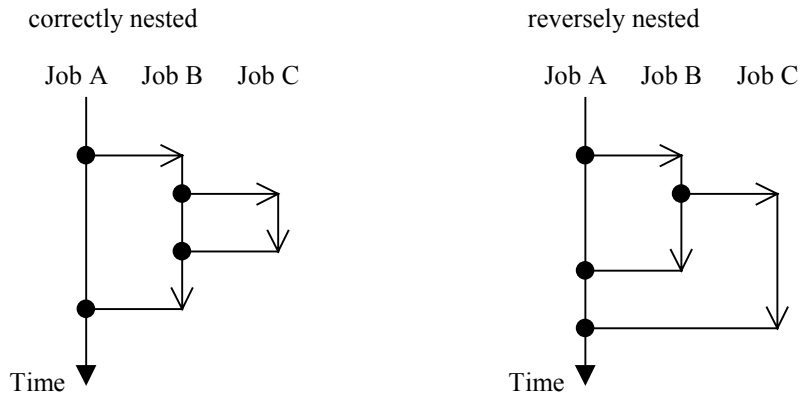 correctly nested
Job A Job B Job C
Time
reversely nested
Job A Job B Job C
Time